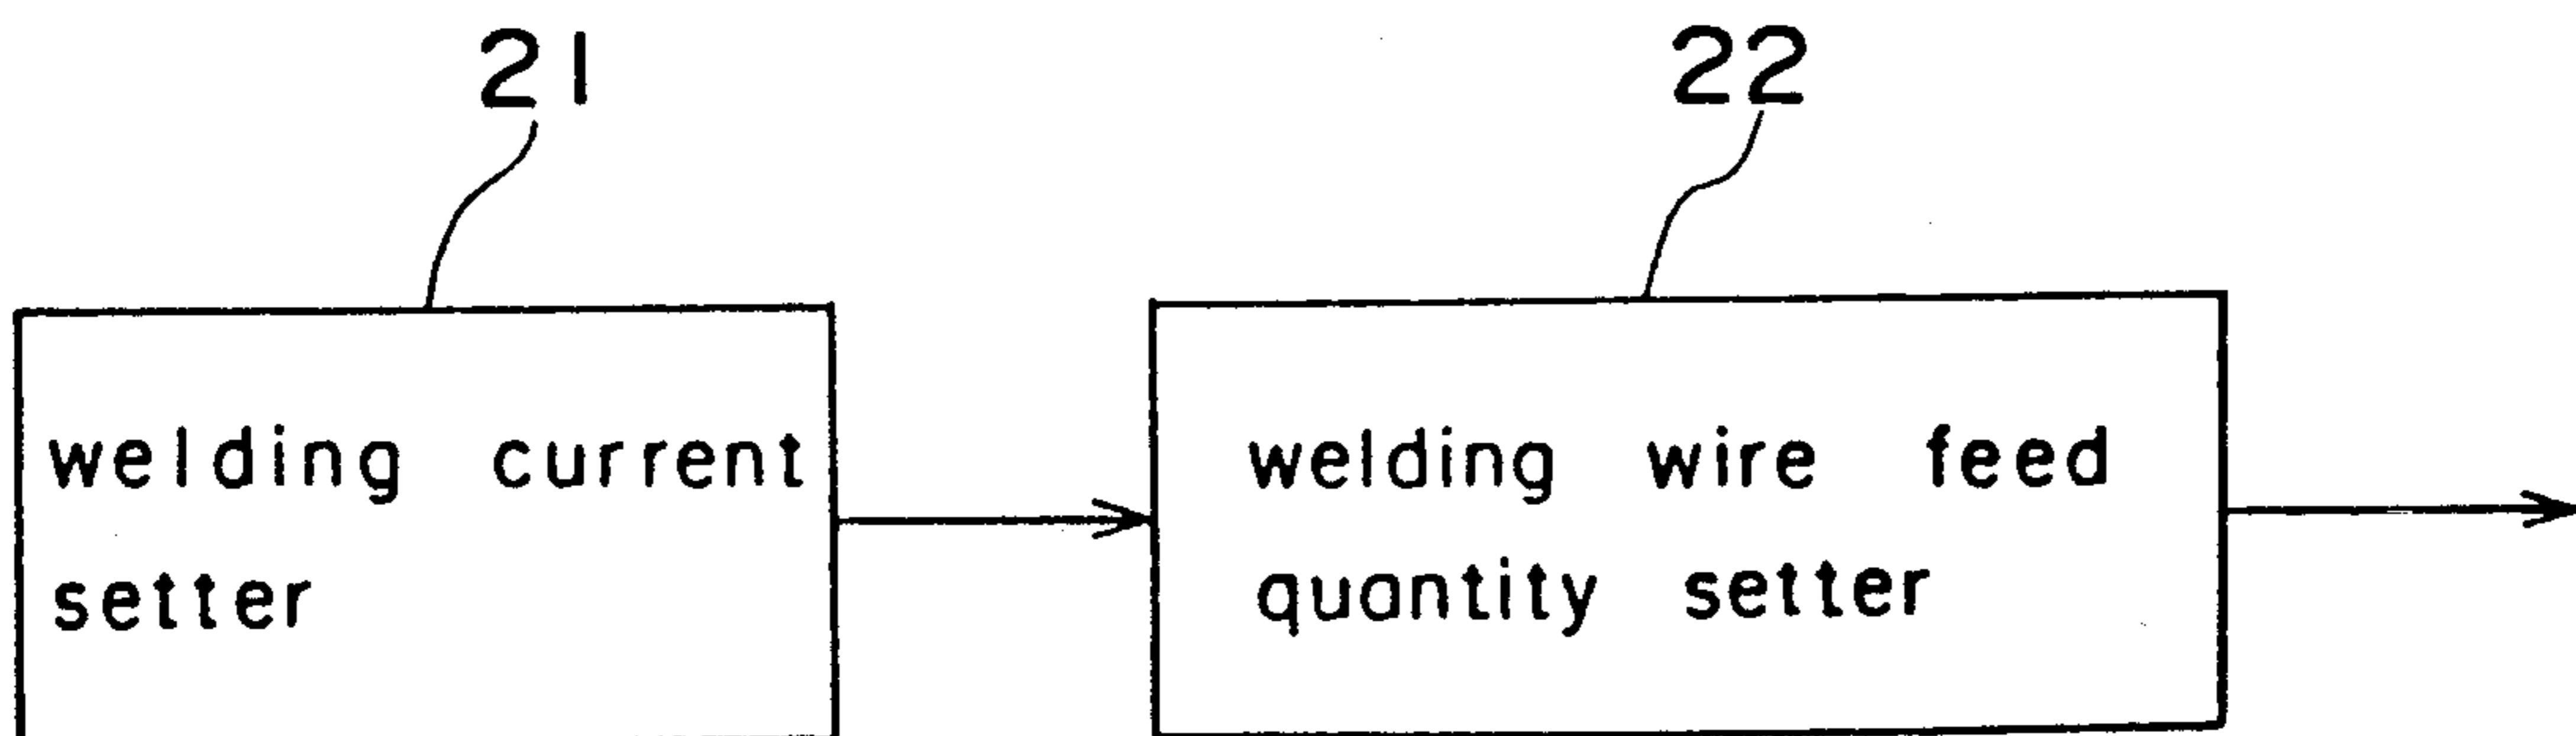 21
22
welding current
setter
welding wire feed
quantity setter